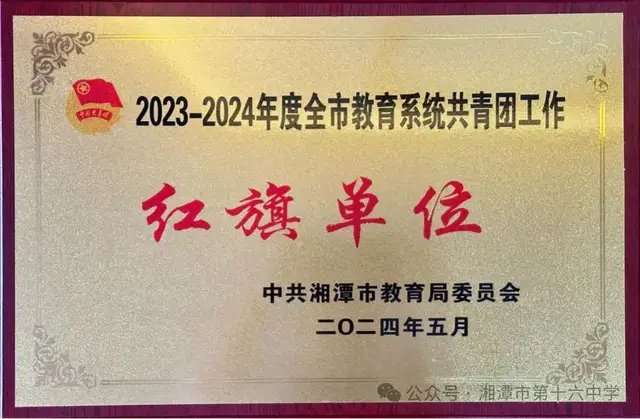 2023-2024年度全市教育系统共青团工作
红旗单位
中共湘潭市教育局委员会
二〇二四年五月
公众号·湘潭市第十六中学